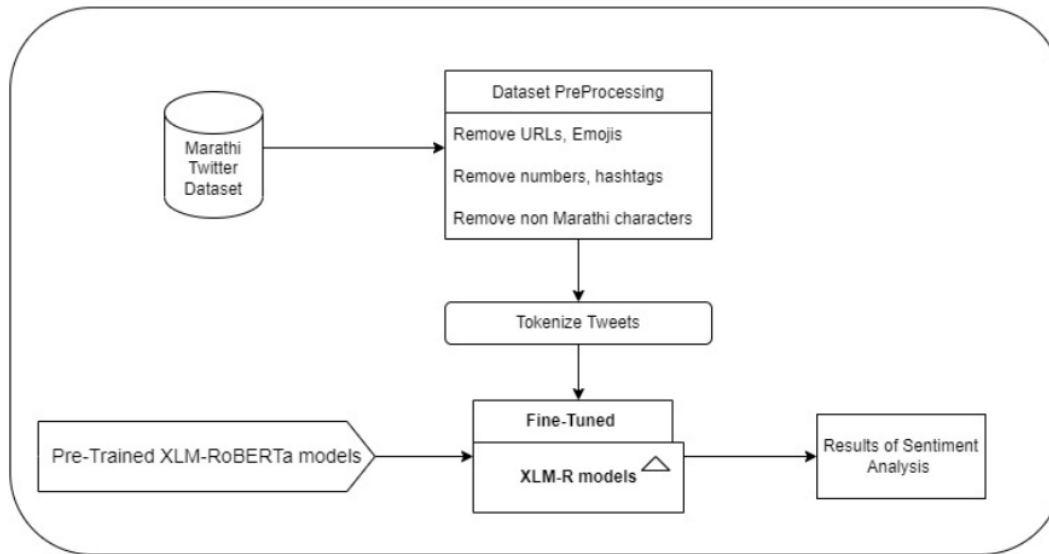 Marathi
Twitter
Dataset
Dataset PreProcessing
Remove URLs, Emojis
Remove numbers, hashtags
Remove non Marathi characters
Tokenize Tweets
Pre-Trained XLM-RoBERTa models
Fine-Tuned
XLM-R models
Results of Sentiment
Analysis